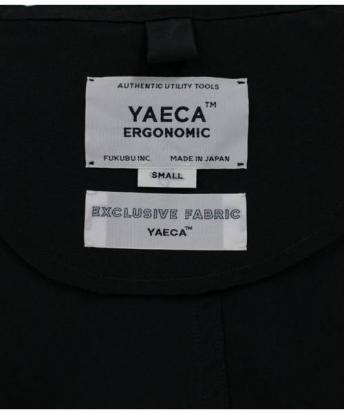 AUTHENTIC UTILITY TOOLS
YAECA™
ERGONOMIC
FUKUBU INC. MADE IN JAPAN
SMALL
EXCLUSIVE FABRIC
YAECA™